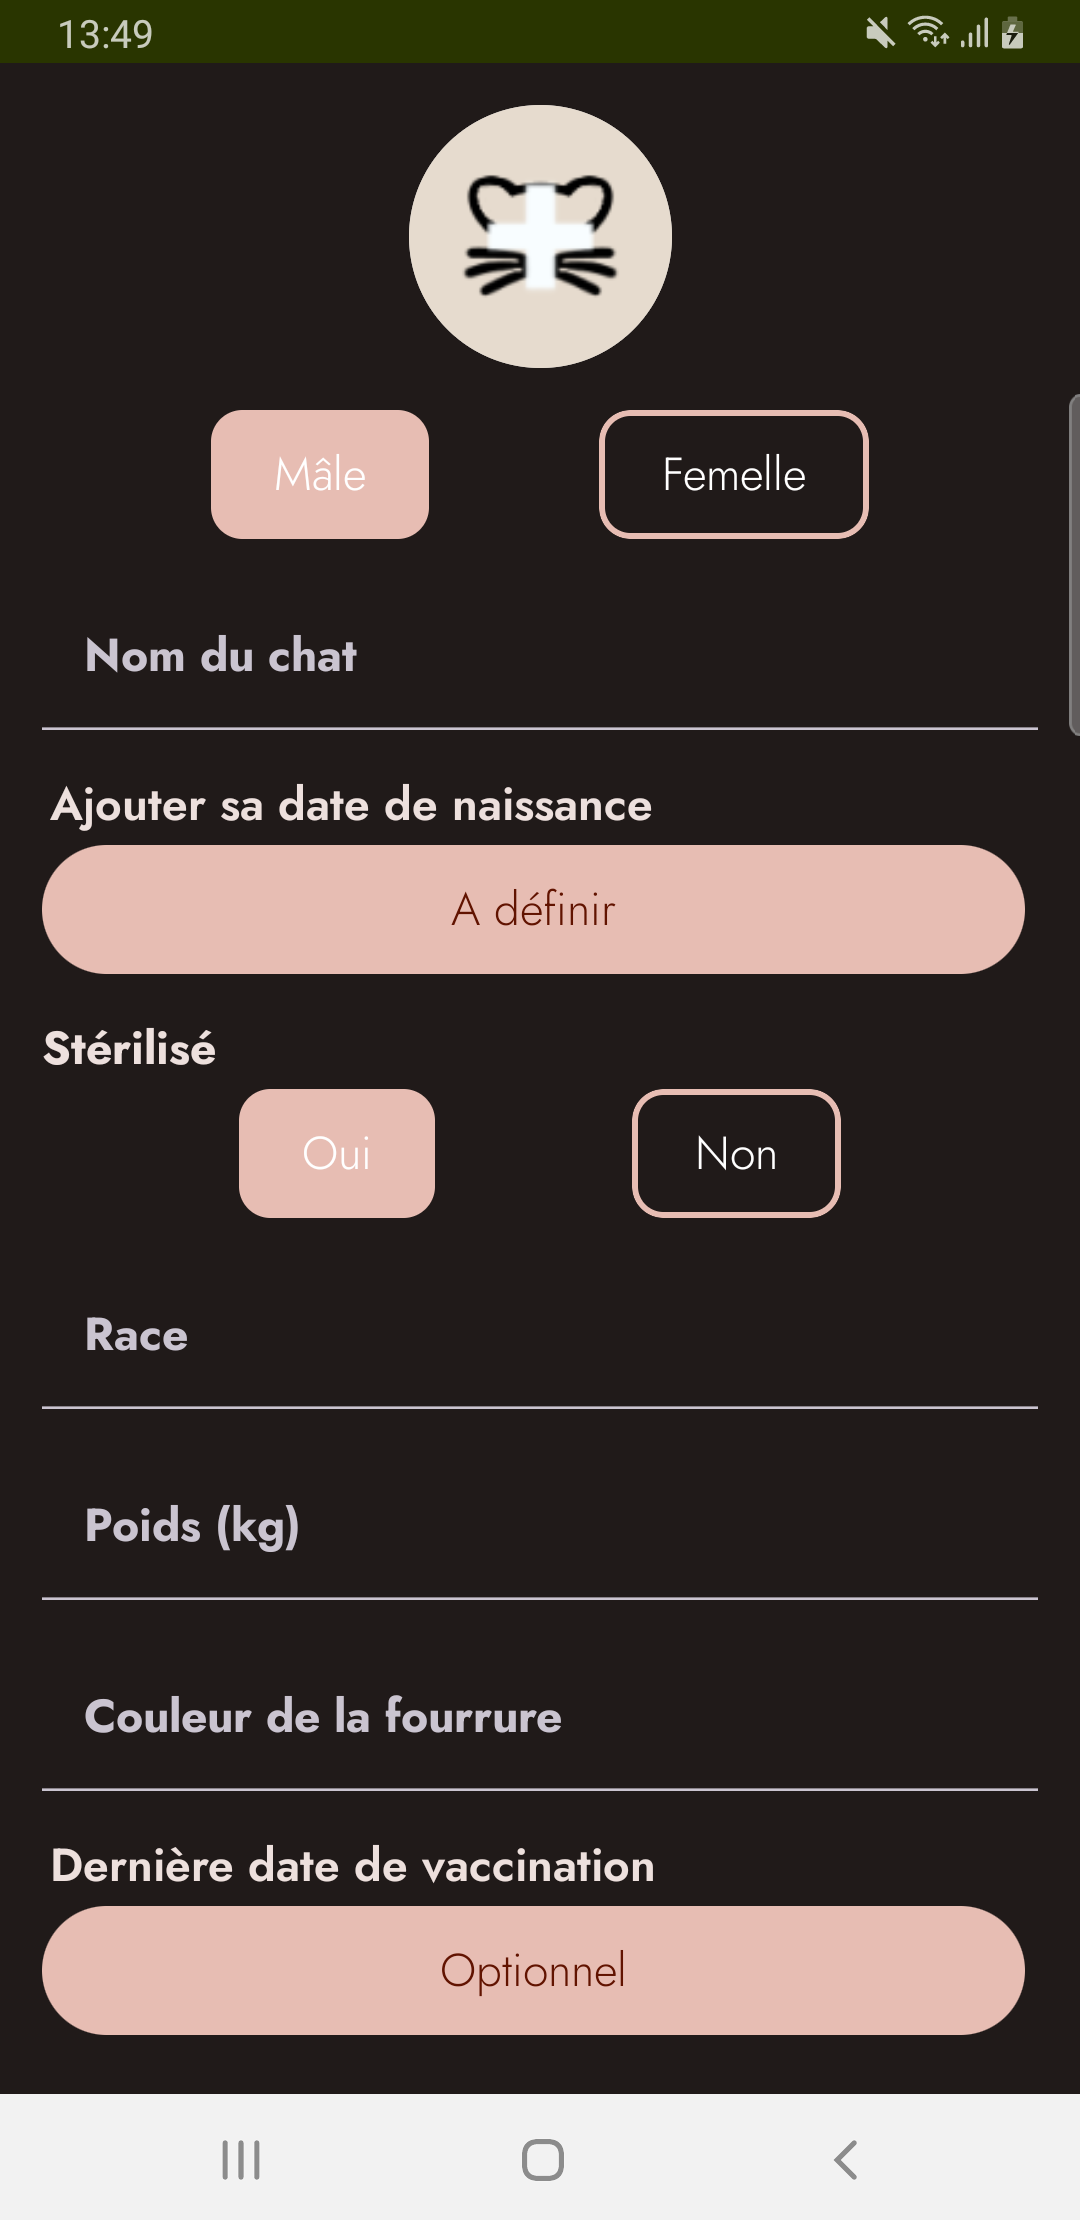 13:49
Mâle
Femelle
Nom du chat
Ajouter sa date de naissance
A définir
Stérilisé
Oui
Non
Race
Poids (kg)
Couleur de la fourrure
Dernière date de vaccination
Optionnel